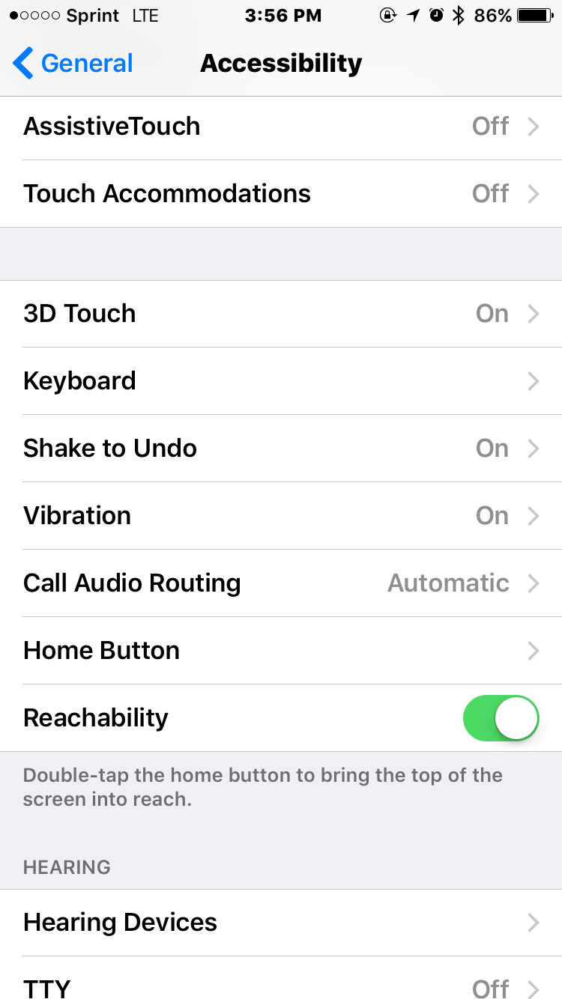 Sprint LTE 3:56 PM 86%
General Accessibility
AssistiveTouch Off
Touch Accommodations Off
3D Touch On
Keyboard
Shake to Undo On
Vibration On
Call Audio Routing Automatic
Home Button
Reachability
Double-tap the home button to bring the top of the
screen into reach.
HEARING
Hearing Devices
TTY Off